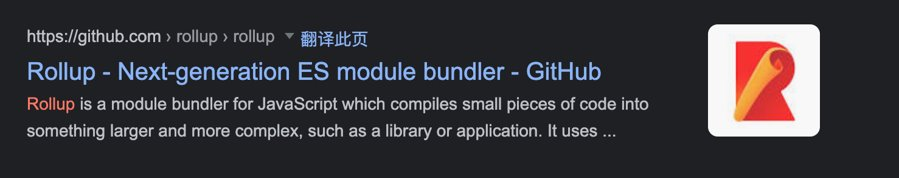 https://github.com › rollup › rollup 翻译此页
Rollup - Next-generation ES module bundler - GitHub
Rollup is a module bundler for JavaScript which compiles small pieces of code into
something larger and more complex, such as a library or application. It uses ...